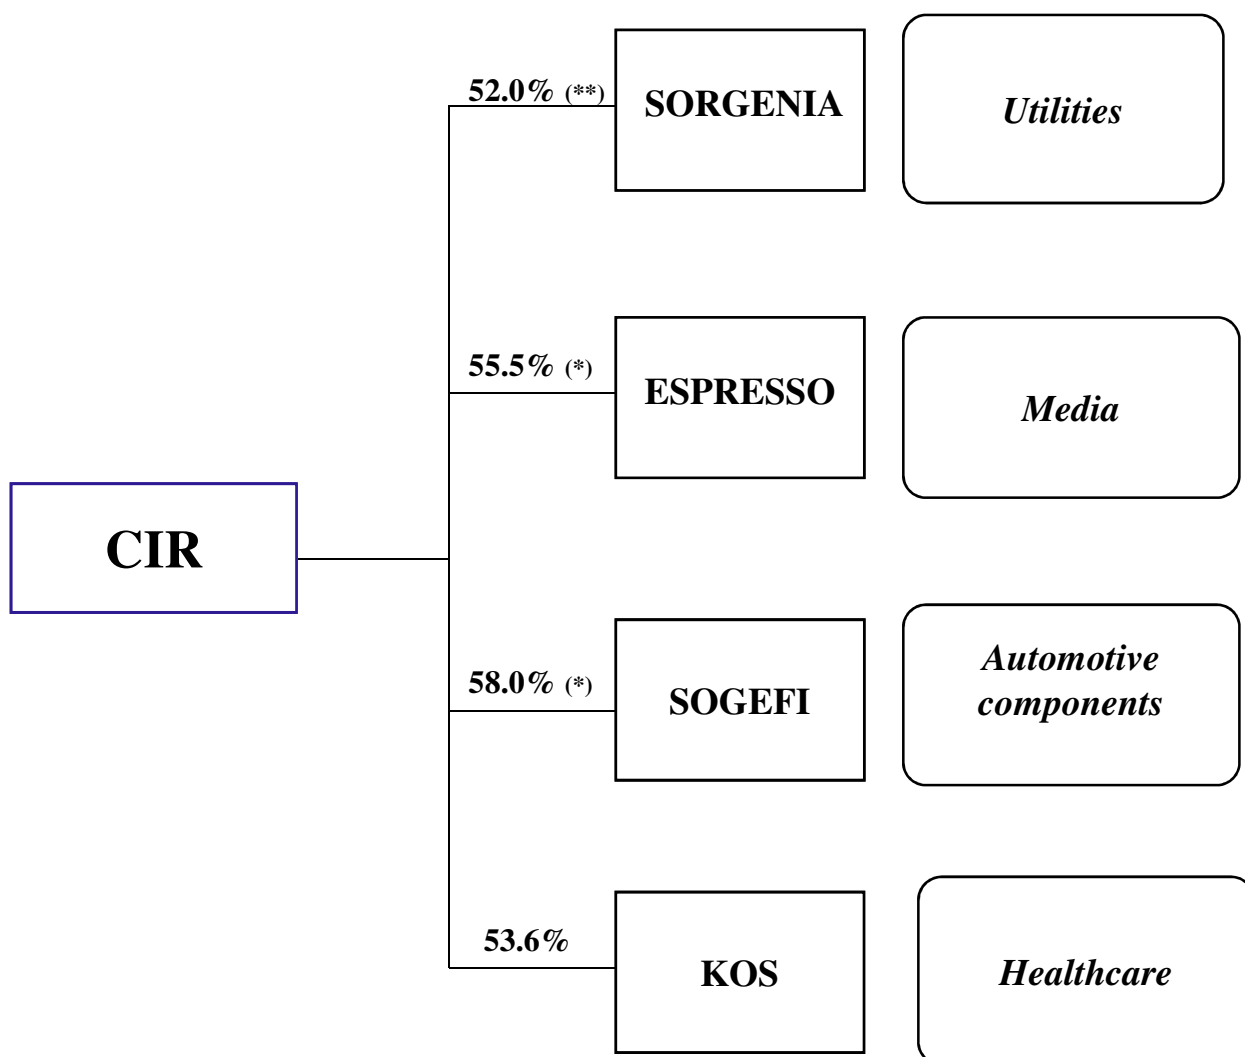 52.0% (**)
SORGENIA
Utilities
55.5% (*)
ESPRESSO
Media
CIR
58.0% (*)
SOGEFI
Automotive
components
53.6%
KOS
Healthcare